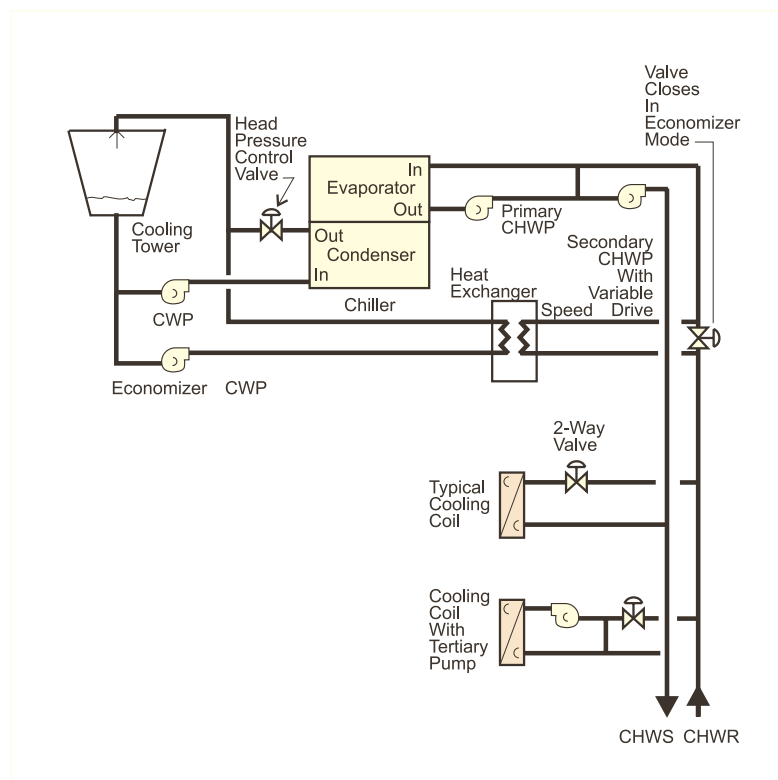 Valve
Closes
In
Economizer
Mode
Head
Pressure
Control
Valve
In
Evaporator
Out
Cooling
Tower
Primary
CHWP
Out
Condenser
In
Secondary
CHWP
With
Variable
Speed Drive
Heat
Exchanger
Chiller
CWP
Economizer CWP
2-Way
Valve
Typical
Cooling
Coil
Cooling
Coil
With
Tertiary
Pump
CHWS CHWR